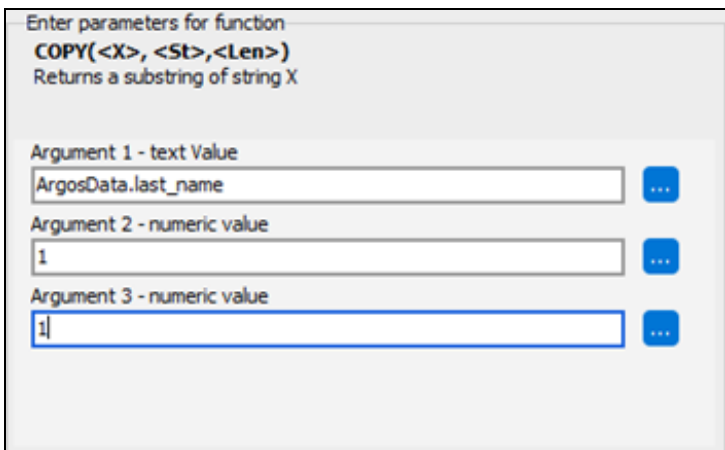 Enter parameters for function
COPY(<X>, <St>,<Len>)
Returns a substring of string X
Argument 1 - text Value
ArgosData.last_name
...
Argument 2 - numeric value
1
...
Argument 3 - numeric value
1
...